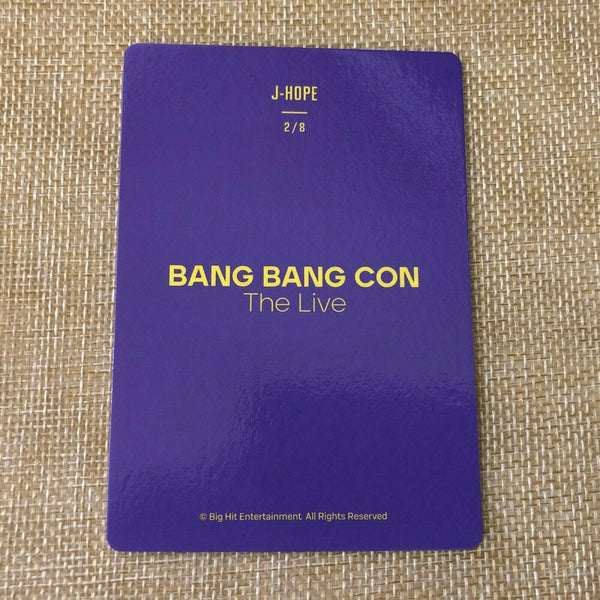 J-HOPE
2/8
BANG BANG CON
The Live
© Big Hit Entertainment. All Rights Reserved